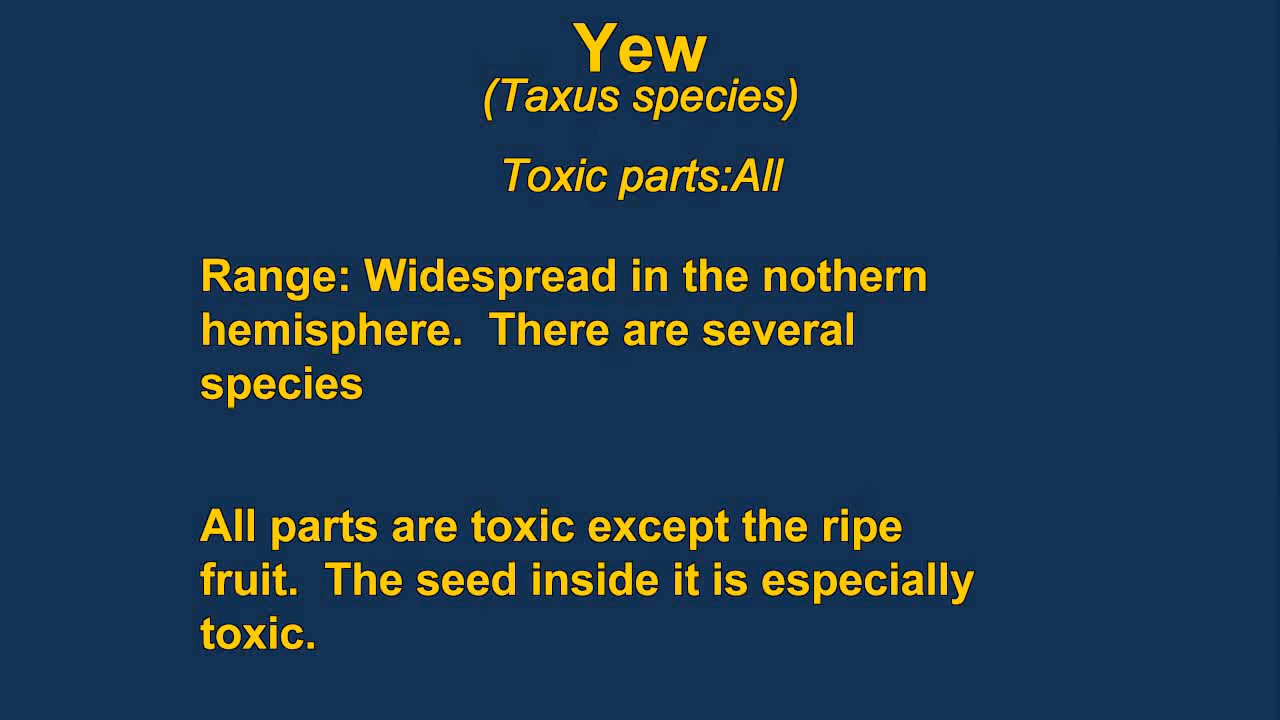 Yew
(Taxus species)
Toxic parts:All
Range: Widespread in the nothern
hemisphere.  There are several
species
All parts are toxic except the ripe
fruit.  The seed inside it is especially
toxic.